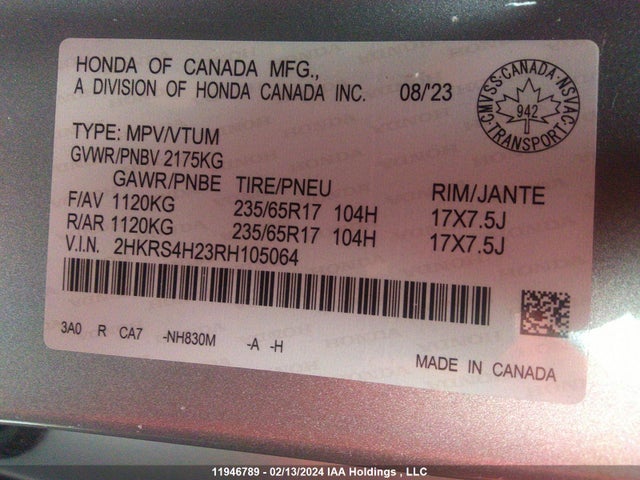 HONDA OF CANADA MFG.,
A DIVISION OF HONDA CANADA INC. 08/'23
CMVSS·CANADA·NSVAC
942
TRANSPORT
TYPE: MPV/VTUM
GVWR/PNBV 2175KG
GAWR/PNBE TIRE/PNEU RIM/JANTE
F/AV 1120KG 235/65R17 104H 17X7.5J
R/AR 1120KG 235/65R17 104H 17X7.5J
V.I.N. 2HKRS4H23RH105064
3A0 R CA7 -NH830M -A -H
MADE IN CANADA
11946789 - 02/13/2024 IAA Holdings , LLC